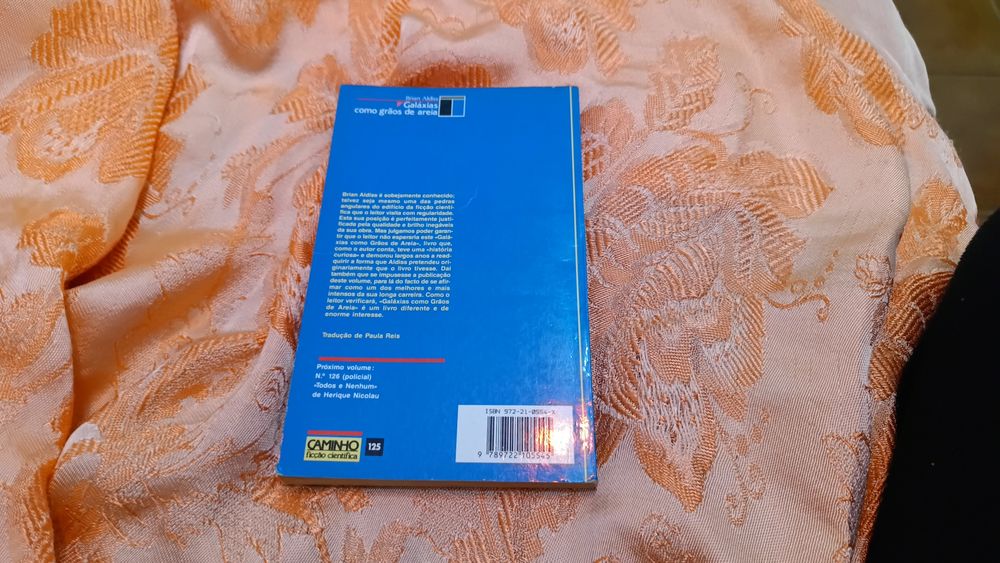 Brian Aldiss
Galáxias
como grãos de areia
Brian Aldiss é sobejamente conhecido;
talvez seja mesmo uma das pedras
angulares do edifício da ficção cientí-
fica que o leitor visita com regularidade.
Esta sua posição é perfeitamente justi-
ficada pela qualidade e brilho inegáveis
da sua obra. Mas julgamos poder garan-
tir que o leitor não esperaria este «Galá-
xias como Grãos de Areia», livro que,
como o autor conta, teve uma «história
curiosa» e demorou largos anos a read-
quirir a forma que Aldiss pretendeu ori-
ginariamente que o livro tivesse. Daí
também que se impusesse a publicação
deste volume, para lá do facto de se afir-
mar como um dos melhores e mais
intensos da sua longa carreira. Como o
leitor verificará, «Galáxias como Grãos
de Areia» é um livro diferente e de
enorme interesse.
Tradução de Paula Reis
Próximo volume:
N.º 126 (policial)
«Todos e Nenhum»
de Herique Nicolau
CAMINHO
ficção científica
125
ISBN 972-21-0554-X
9 789722 105545